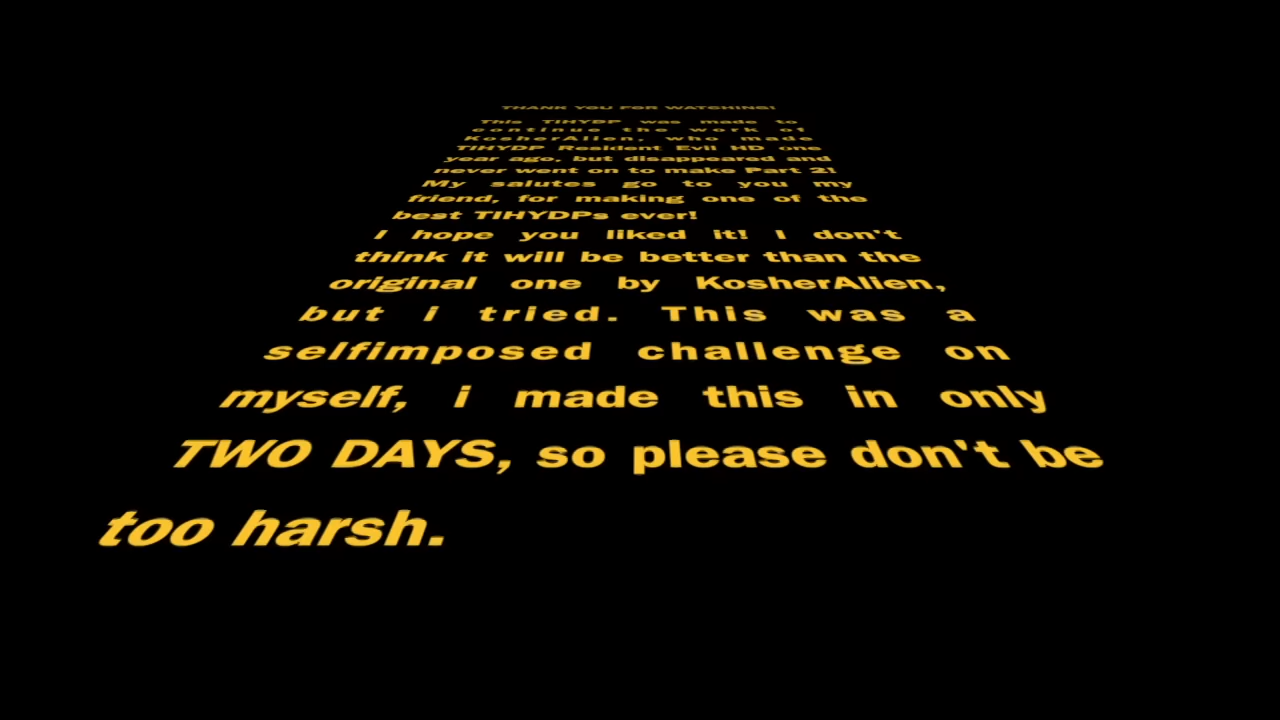 THANK YOU FOR WATCHING!
This TIHYDP was made to
continue the work of
KosherAlien, who made
TIHYDP Resident Evil HD one
year ago, but disappeared and
never went on to make Part 2!
My salutes go to you my
friend, for making one of the
best TIHYDPs ever!
I hope you liked it! I don't
think it will be better than the
original one by KosherAlien,
but i tried. This was a
selfimposed challenge on
myself, i made this in only
TWO DAYS, so please don't be
too harsh.